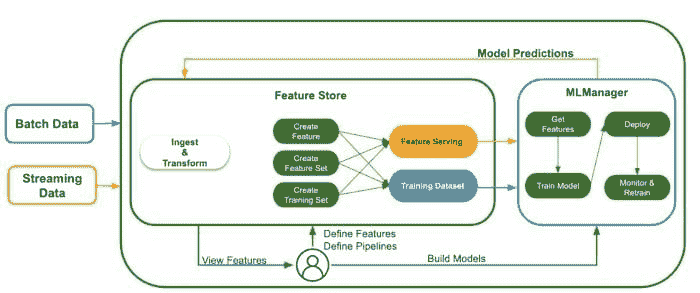 Model Predictions
Feature Store
MLManager
Batch Data
Streaming
Data
Ingest
&
Transform
Create
Feature
Create
Feature Set
Create
Training Set
Feature Serving
Training Dataset
Get
Features
Deploy
Train Model
Monitor &
Retrain
Define Features
Define Pipelines
View Features
Build Models